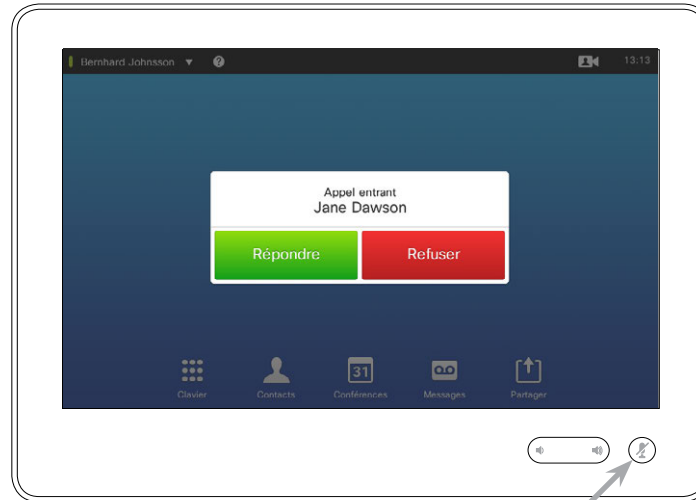 Bernhard Johnsson
?
13:13
Appel entrant
Jane Dawson
Répondre
Refuser
31
Clavier
Contacts
Conférences
Messages
Partager